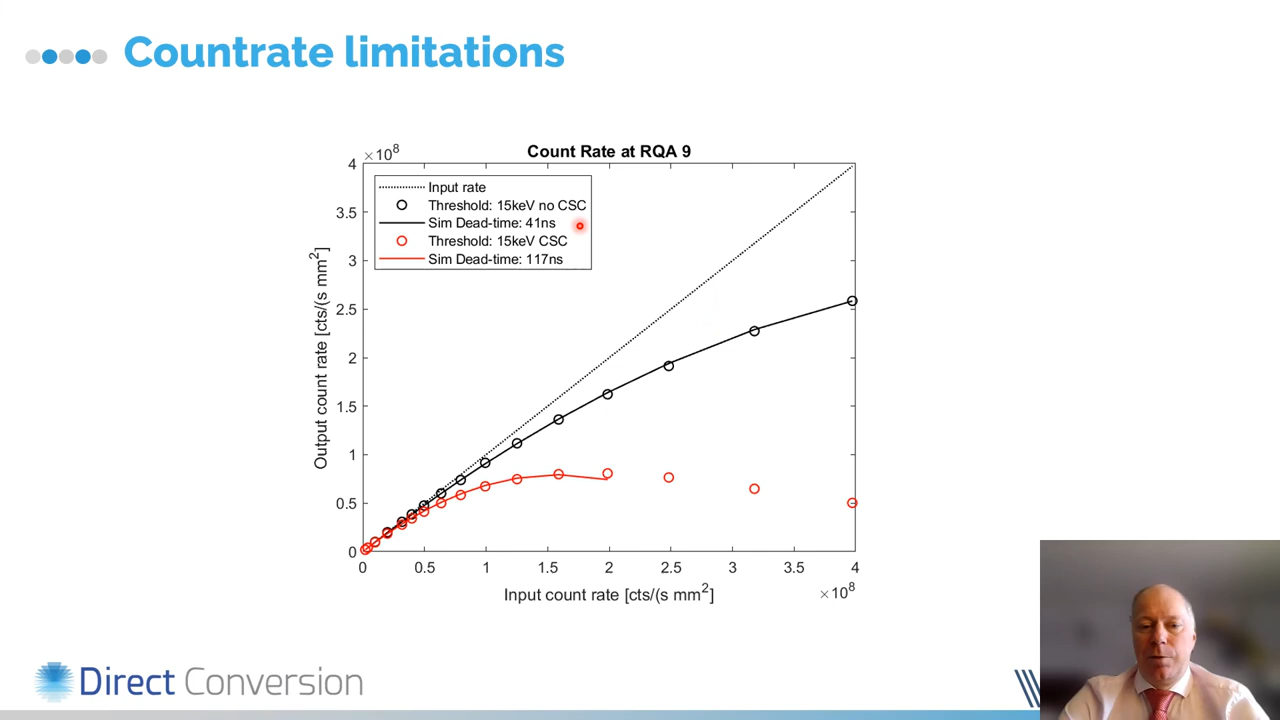 Countrate limitations
Count Rate at RQA 9
×10⁸
Input rate
Threshold: 15keV no CSC
Sim Dead-time: 41ns
Threshold: 15keV CSC
Sim Dead-time: 117ns
Output count rate [cts/(s mm²]
4
3.5
3
2.5
2
1.5
1
0.5
0
0 0.5 1 1.5 2 2.5 3 3.5 4
Input count rate [cts/(s mm²]
×10⁸
Direct Conversion